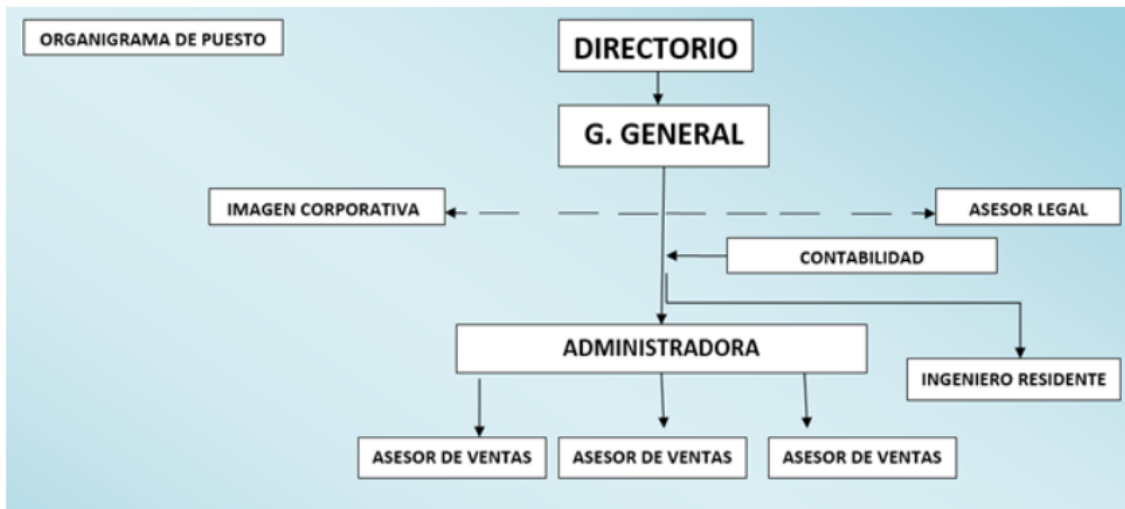 ORGANIGRAMA DE PUESTO
DIRECTORIO
G. GENERAL
IMAGEN CORPORATIVA
ASESOR LEGAL
CONTABILIDAD
ADMINISTRADORA
INGENIERO RESIDENTE
ASESOR DE VENTAS
ASESOR DE VENTAS
ASESOR DE VENTAS